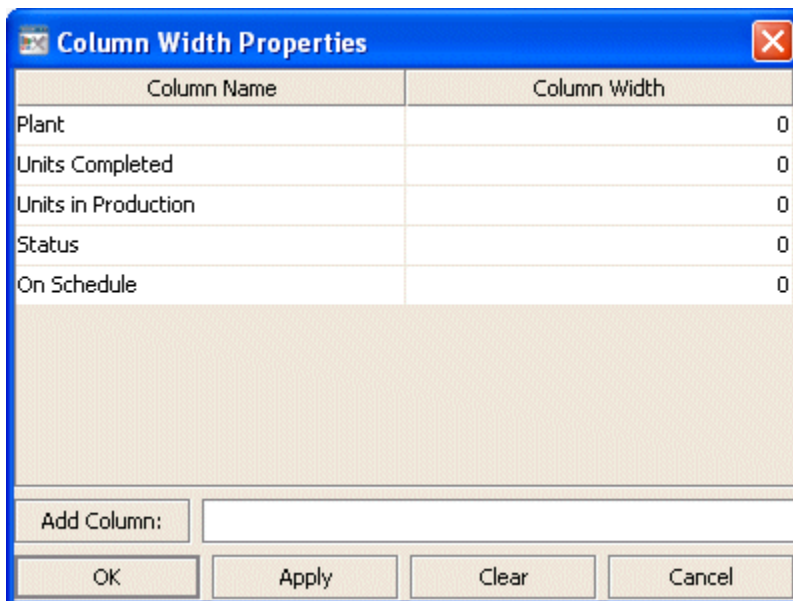 Column Width Properties
Column Name Column Width
Plant 0
Units Completed 0
Units in Production 0
Status 0
On Schedule 0
Add Column:
OK Apply Clear Cancel